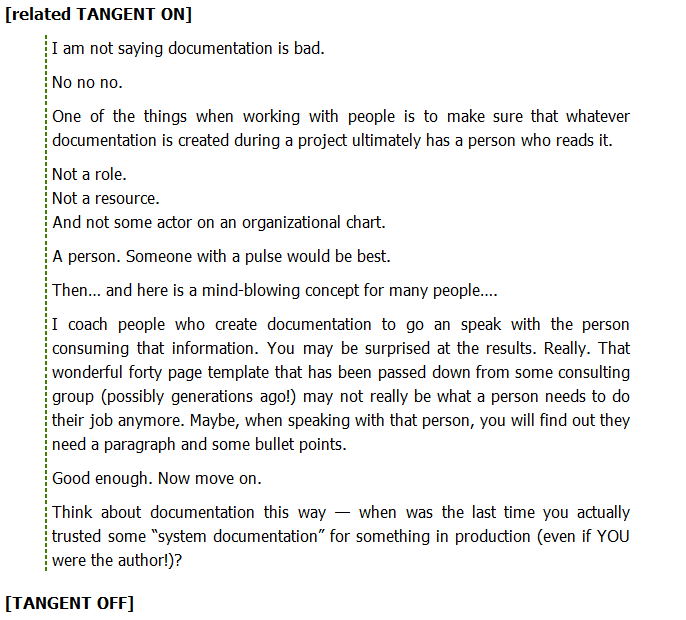 [related TANGENT ON]
I am not saying documentation is bad.
No no no.
One of the things when working with people is to make sure that whatever
documentation is created during a project ultimately has a person who reads it.
Not a role.
Not a resource.
And not some actor on an organizational chart.
A person. Someone with a pulse would be best.
Then... and here is a mind-blowing concept for many people....
I coach people who create documentation to go an speak with the person
consuming that information. You may be surprised at the results. Really. That
wonderful forty page template that has been passed down from some consulting
group (possibly generations ago!) may not really be what a person needs to do
their job anymore. Maybe, when speaking with that person, you will find out they
need a paragraph and some bullet points.
Good enough. Now move on.
Think about documentation this way — when was the last time you actually
trusted some “system documentation” for something in production (even if YOU
were the author!)?
[TANGENT OFF]